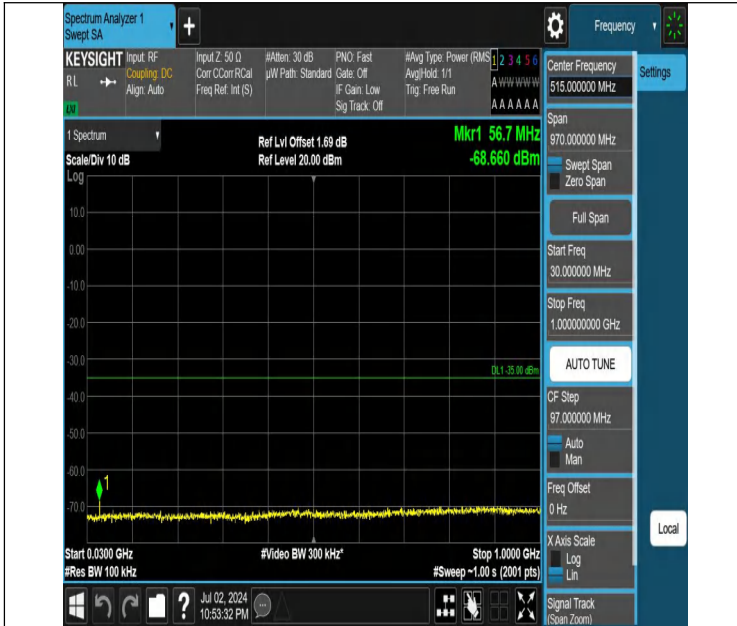 Spectrum Analyzer 1
Swept SA
+
Frequency
KEYSIGHT
RL
Input: RF
Coupling: DC
Align: Auto
Input Z: 50 Ω
Corr CCorr RCal
Freq Ref: Int (S)
#Atten: 30 dB
µW Path: Standard
PNO: Fast
Gate: Off
IF Gain: Low
Sig Track: Off
#Avg Type: Power (RMS
Avg|Hold: 1/1
Trig: Free Run
1 2 3 4 5 6
A W W W W W
A A A A A A
1 Spectrum
Scale/Div 10 dB
Log
Ref Lvl Offset 1.69 dB
Ref Level 20.00 dBm
Mkr1 56.7 MHz
-68.660 dBm
10.0
0.00
-10.0
-20.0
-30.0
DL1 -35.00 dBm
-40.0
-50.0
-60.0
1
-70.0
Start 0.0300 GHz
#Res BW 100 kHz
#Video BW 300 kHz*
Stop 1.0000 GHz
#Sweep ~1.00 s (2001 pts)
?
Jul 02, 2024
10:53:32 PM
Center Frequency
515.000000 MHz
Span
970.000000 MHz
Swept Span
Zero Span
Full Span
Start Freq
30.000000 MHz
Stop Freq
1.000000000 GHz
AUTO TUNE
CF Step
97.000000 MHz
Auto
Man
Freq Offset
0 Hz
X Axis Scale
Log
Lin
Signal Track
(Span Zoom)
Settings
Local